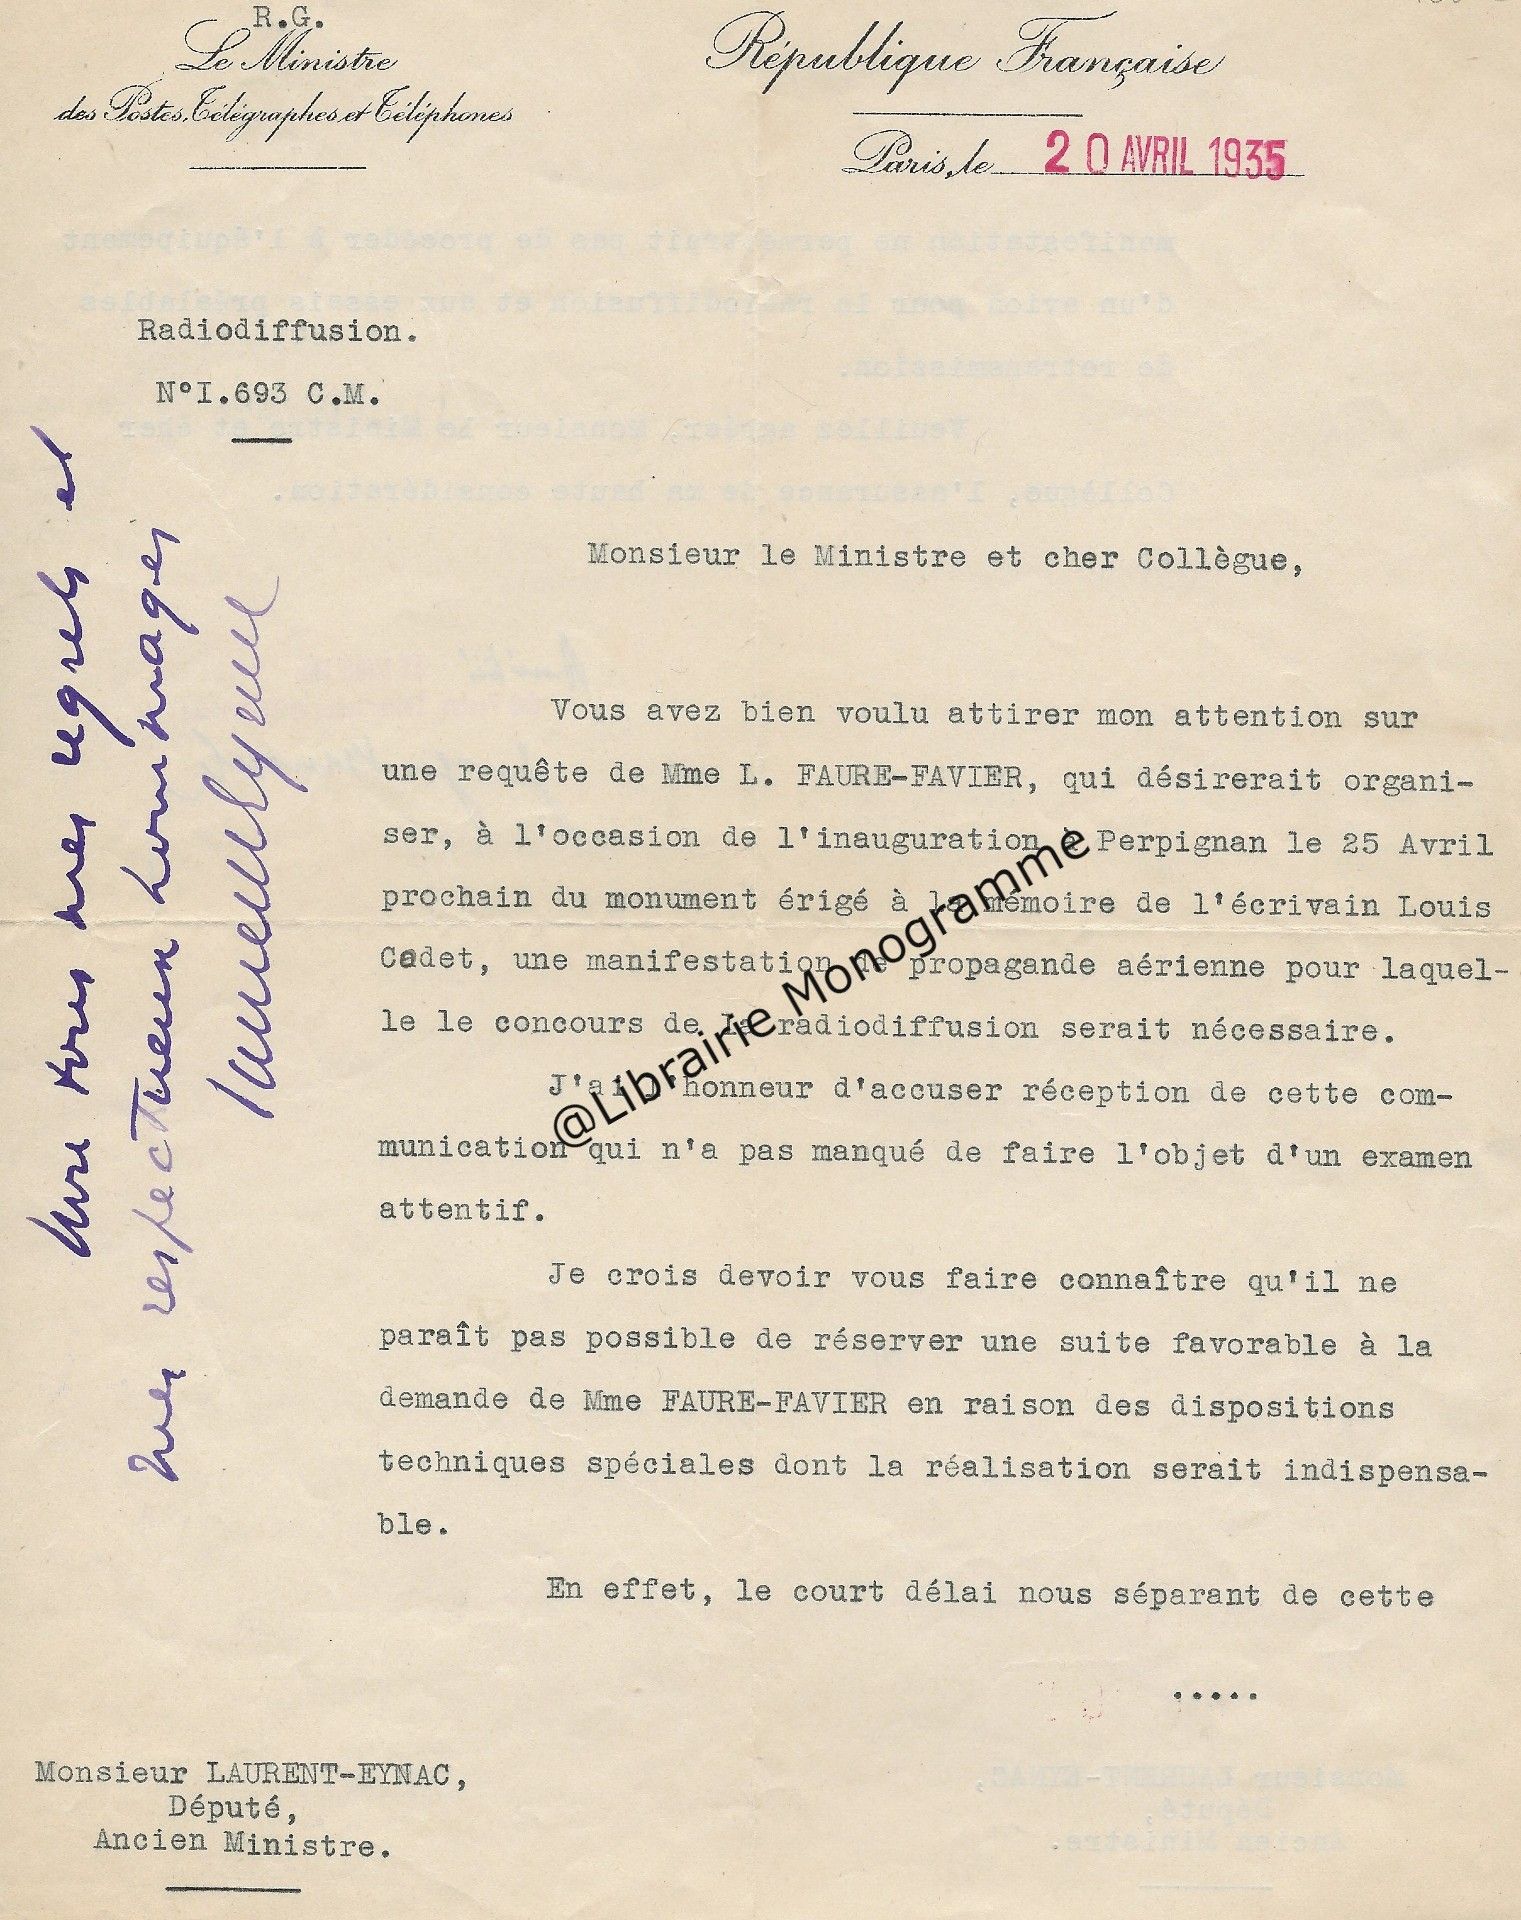 R.G.
Le Ministre
des Postes, Télégraphes et Téléphones
République Française
Paris, le 20 AVRIL 1935
Radiodiffusion.
N°I.693 C.M.
Monsieur le Ministre et cher Collègue,
Vous avez bien voulu attirer mon attention sur
une requête de Mme L. FAURE-FAVIER, qui désirerait organi-
ser, à l'occasion de l'inauguration à Perpignan le 25 Avril
prochain du monument érigé à la mémoire de l'écrivain Louis
Codet, une manifestation de propagande aérienne pour laquel-
le le concours de la radiodiffusion serait nécessaire.
J'ai l'honneur d'accuser réception de cette com-
munication qui n'a pas manqué de faire l'objet d'un examen
attentif.
Je crois devoir vous faire connaître qu'il ne
paraît pas possible de réserver une suite favorable à la
demande de Mme FAURE-FAVIER en raison des dispositions
techniques spéciales dont la réalisation serait indispensa-
ble.
En effet, le court délai nous séparant de cette
.....
Monsieur LAURENT-EYNAC,
Député,
Ancien Ministre.
avec tous mes regrets et
mes respectueux hommages
Laurent Eynac
@Librairie Monogramme